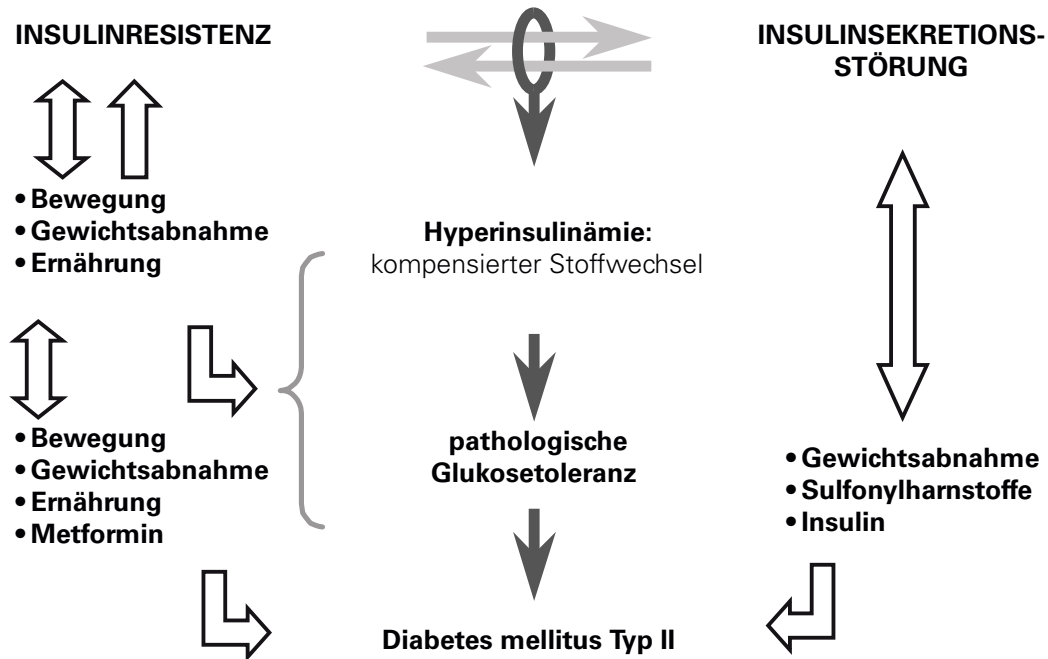 INSULINRESISTENZ
INSULINSEKRETIONS-
STÖRUNG
• Bewegung
• Gewichtsabnahme
• Ernährung
Hyperinsulinämie:
kompensierter Stoffwechsel
• Bewegung
• Gewichtsabnahme
• Ernährung
• Metformin
pathologische
Glukosetoleranz
• Gewichtsabnahme
• Sulfonylharnstoffe
• Insulin
Diabetes mellitus Typ II